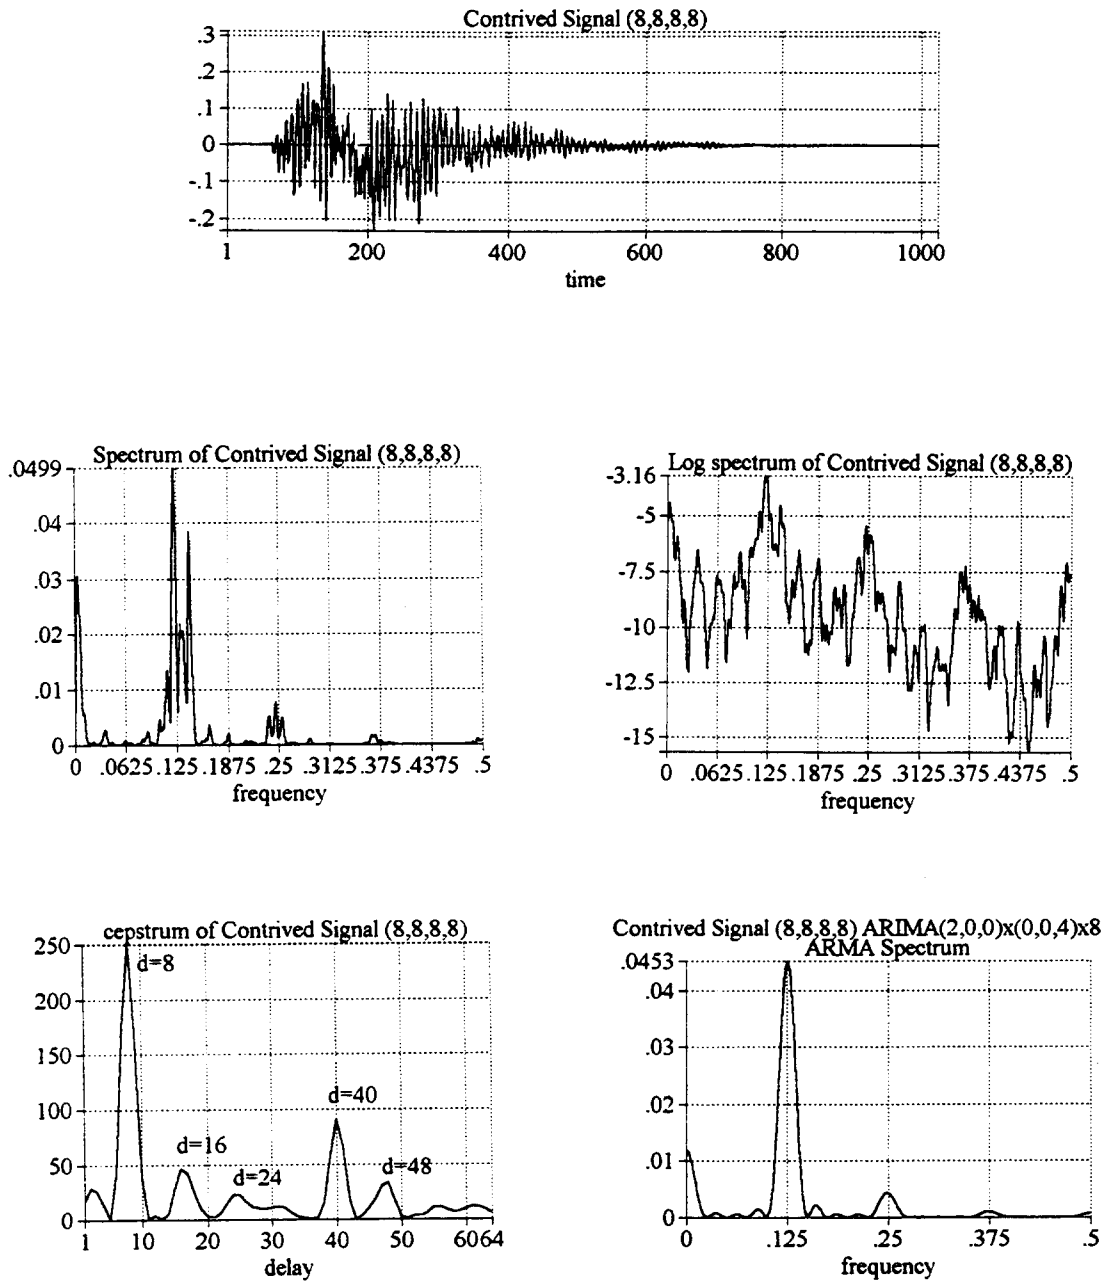 Contrived Signal (8,8,8,8)
.3
.2
.1
0
-.1
-.2
1 200 400 600 800 1000
time
Spectrum of Contrived Signal (8,8,8,8)
.0499
.04
.03
.02
.01
0
0 .0625 .125 .1875 .25 .3125 .375 .4375 .5
frequency
Log spectrum of Contrived Signal (8,8,8,8)
-3.16
-5
-7.5
-10
-12.5
-15
0 .0625 .125 .1875 .25 .3125 .375 .4375 .5
frequency
cepstrum of Contrived Signal (8,8,8,8)
250
200
150
100
50
0
d=8
d=16
d=24
d=40
d=48
1 10 20 30 40 50 60 64
delay
Contrived Signal (8,8,8,8) ARIMA(2,0,0)x(0,0,4)x8
ARMA Spectrum
.0453
.04
.03
.02
.01
0
0 .125 .25 .375 .5
frequency